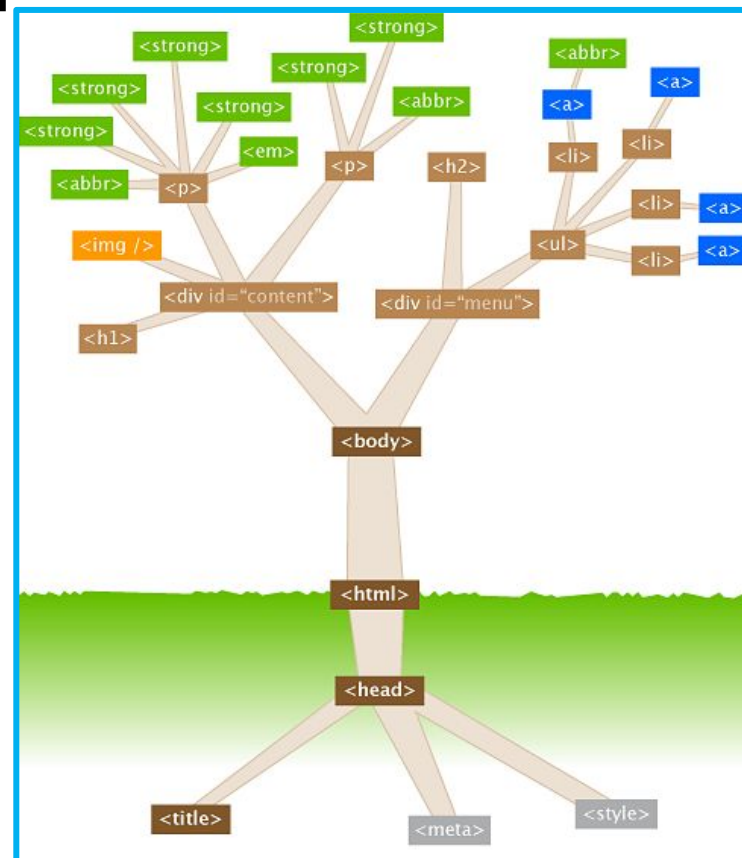 <strong>
<strong>
<strong>
<abbr>
<strong>
<a>
<strong>
<strong>
<abbr>
<a>
<strong>
<em>
<li>
<li>
<abbr>
<p>
<p>
<h2>
<li>
<a>
<img />
<ul>
<li>
<a>
<div id=“content”>
<div id=“menu”>
<h1>
<body>
<html>
<head>
<title>
<meta>
<style>